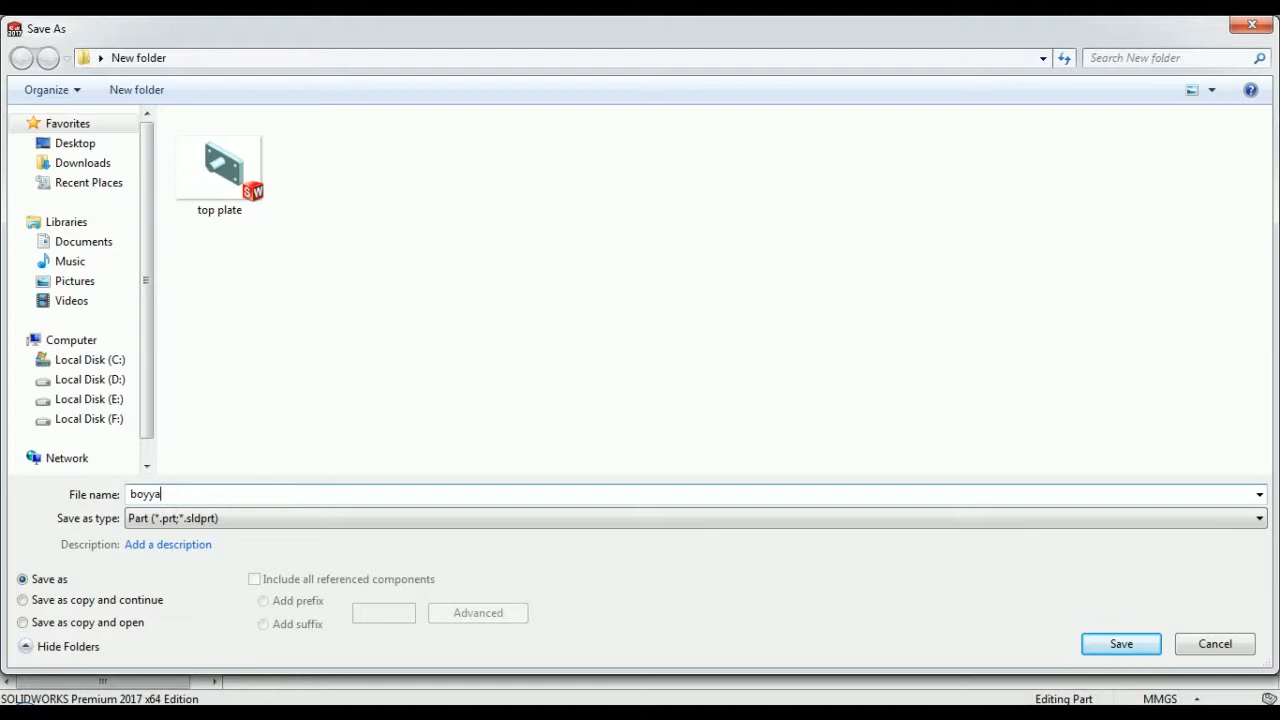 Save As
New folder
Search New folder
Organize
New folder
Favorites
Desktop
Downloads
Recent Places
Libraries
Documents
Music
Pictures
Videos
Computer
Local Disk (C:)
Local Disk (D:)
Local Disk (E:)
Local Disk (F:)
Network
SW
top plate
File name: boyya
Save as type: Part (*.prt;*.sldprt)
Description: Add a description
Save as
Save as copy and continue
Save as copy and open
Include all referenced components
Add prefix
Add suffix
Advanced
Hide Folders
Save
Cancel
SOLIDWORKS Premium 2017 x64 Edition
Editing Part
MMGS